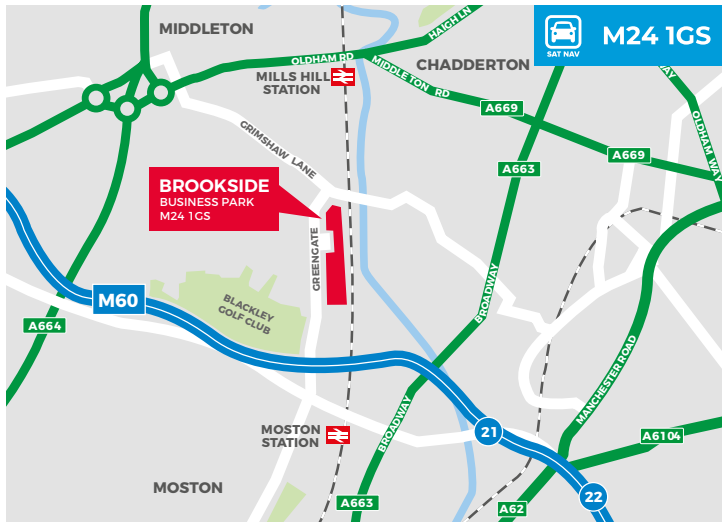 MIDDLETON
HAIGH LN
SAT NAV
M24 1GS
OLDHAM RD
MILLS HILL
STATION
CHADDERTON
WAY
MIDDLETON RD
A669
OLDHAM WAY
GRIMSHAW LANE
A663
A669
BROOKSIDE
BUSINESS PARK
M24 1GS
GREENGATE
M60
BLACKLEY
GOLF CLUB
BROADWAY
A664
MANCHESTER ROAD
MOSTON
STATION
BROADWAY
21
A6104
MOSTON
A663
A62
22